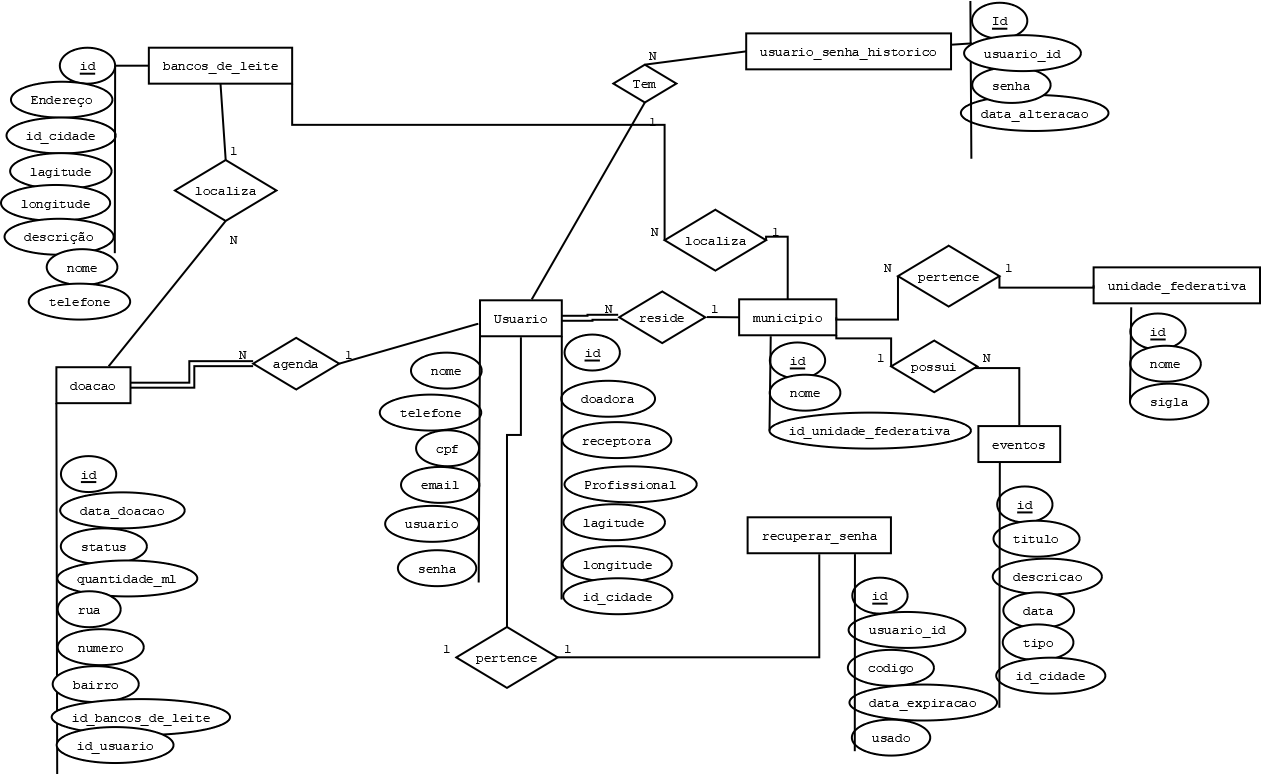 Id
usuario_id
senha
data_alteracao
usuario_senha_historico
N
Tem
1
id
bancos_de_leite
Endereço
id_cidade
lagitude
longitude
descrição
nome
telefone
1
localiza
N
N
localiza
1
N
pertence
1
unidade_federativa
id
nome
sigla
Usuario
N
reside
1
municipio
id
nome
id_unidade_federativa
1
possui
N
eventos
id
titulo
descricao
data
tipo
id_cidade
doacao
N
agenda
1
id
data_doacao
status
quantidade_ml
rua
numero
bairro
id_bancos_de_leite
id_usuario
nome
telefone
cpf
email
usuario
senha
id
doadora
receptora
Profissional
lagitude
longitude
id_cidade
1
pertence
1
recuperar_senha
id
usuario_id
codigo
data_expiracao
usado